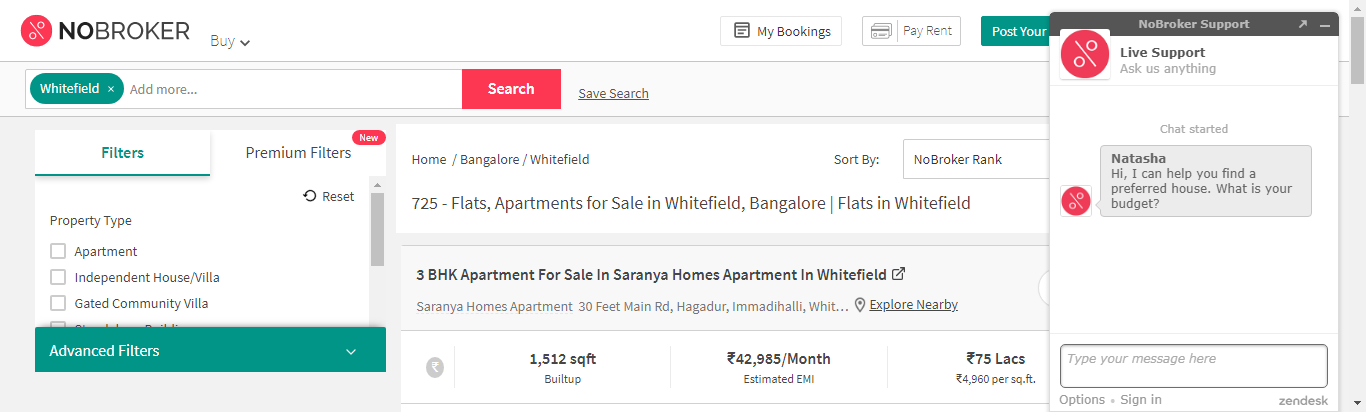 NOBROKER
Buy
My Bookings
Pay Rent
Post Your
Whitefield ×
Add more...
Search
Save Search
Filters
Premium Filters
New
Reset
Property Type
Apartment
Independent House/Villa
Gated Community Villa
Advanced Filters
Home / Bangalore / Whitefield
Sort By:
NoBroker Rank
725 - Flats, Apartments for Sale in Whitefield, Bangalore | Flats in Whitefield
3 BHK Apartment For Sale In Saranya Homes Apartment In Whitefield
Saranya Homes Apartment 30 Feet Main Rd, Hagadur, Immadihalli, Whit...
Explore Nearby
₹
1,512 sqft
Builtup
₹42,985/Month
Estimated EMI
₹75 Lacs
₹4,960 per sq.ft.
NoBroker Support
Live Support
Ask us anything
Chat started
Natasha
Hi, I can help you find a
preferred house. What is your
budget?
Type your message here
Options • Sign in
zendesk